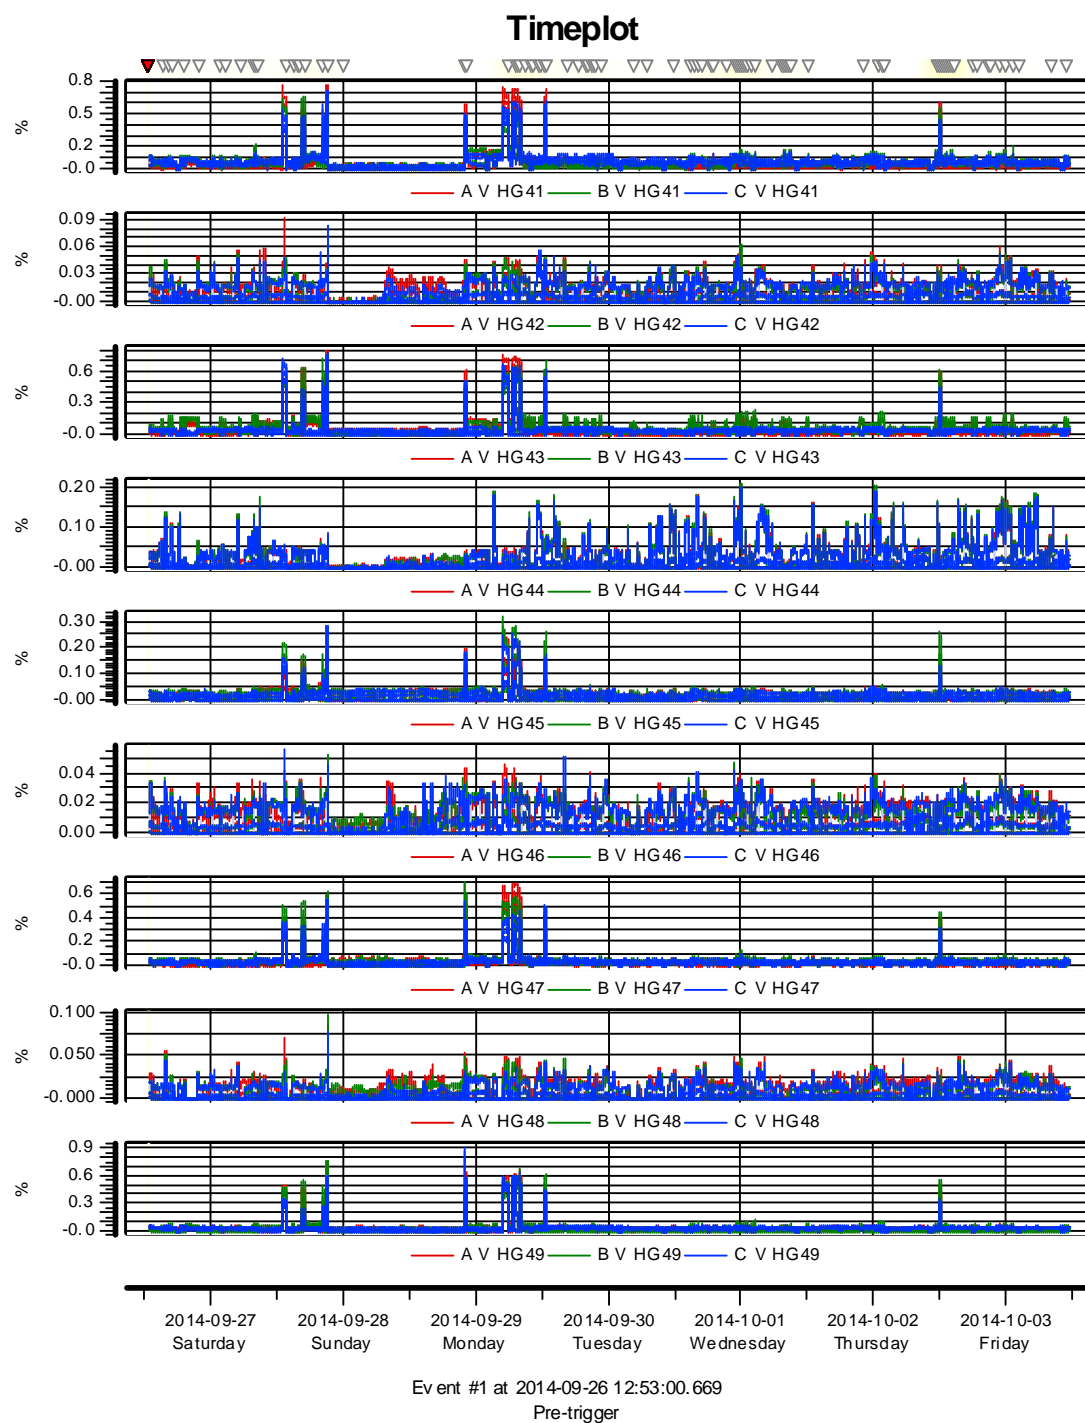 Timeplot
0.8
0.5
0.2
-0.0
%
A V HG41 B V HG41 C V HG41
0.09
0.06
0.03
-0.00
%
A V HG42 B V HG42 C V HG42
0.6
0.3
-0.0
%
A V HG43 B V HG43 C V HG43
0.20
0.10
-0.00
%
A V HG44 B V HG44 C V HG44
0.30
0.20
0.10
-0.00
%
A V HG45 B V HG45 C V HG45
0.04
0.02
0.00
%
A V HG46 B V HG46 C V HG46
0.6
0.4
0.2
-0.0
%
A V HG47 B V HG47 C V HG47
0.100
0.050
-0.000
%
A V HG48 B V HG48 C V HG48
0.9
0.6
0.3
-0.0
%
A V HG49 B V HG49 C V HG49
2014-09-27 2014-09-28 2014-09-29 2014-09-30 2014-10-01 2014-10-02 2014-10-03
Saturday Sunday Monday Tuesday Wednesday Thursday Friday
Event #1 at 2014-09-26 12:53:00.669
Pre-trigger